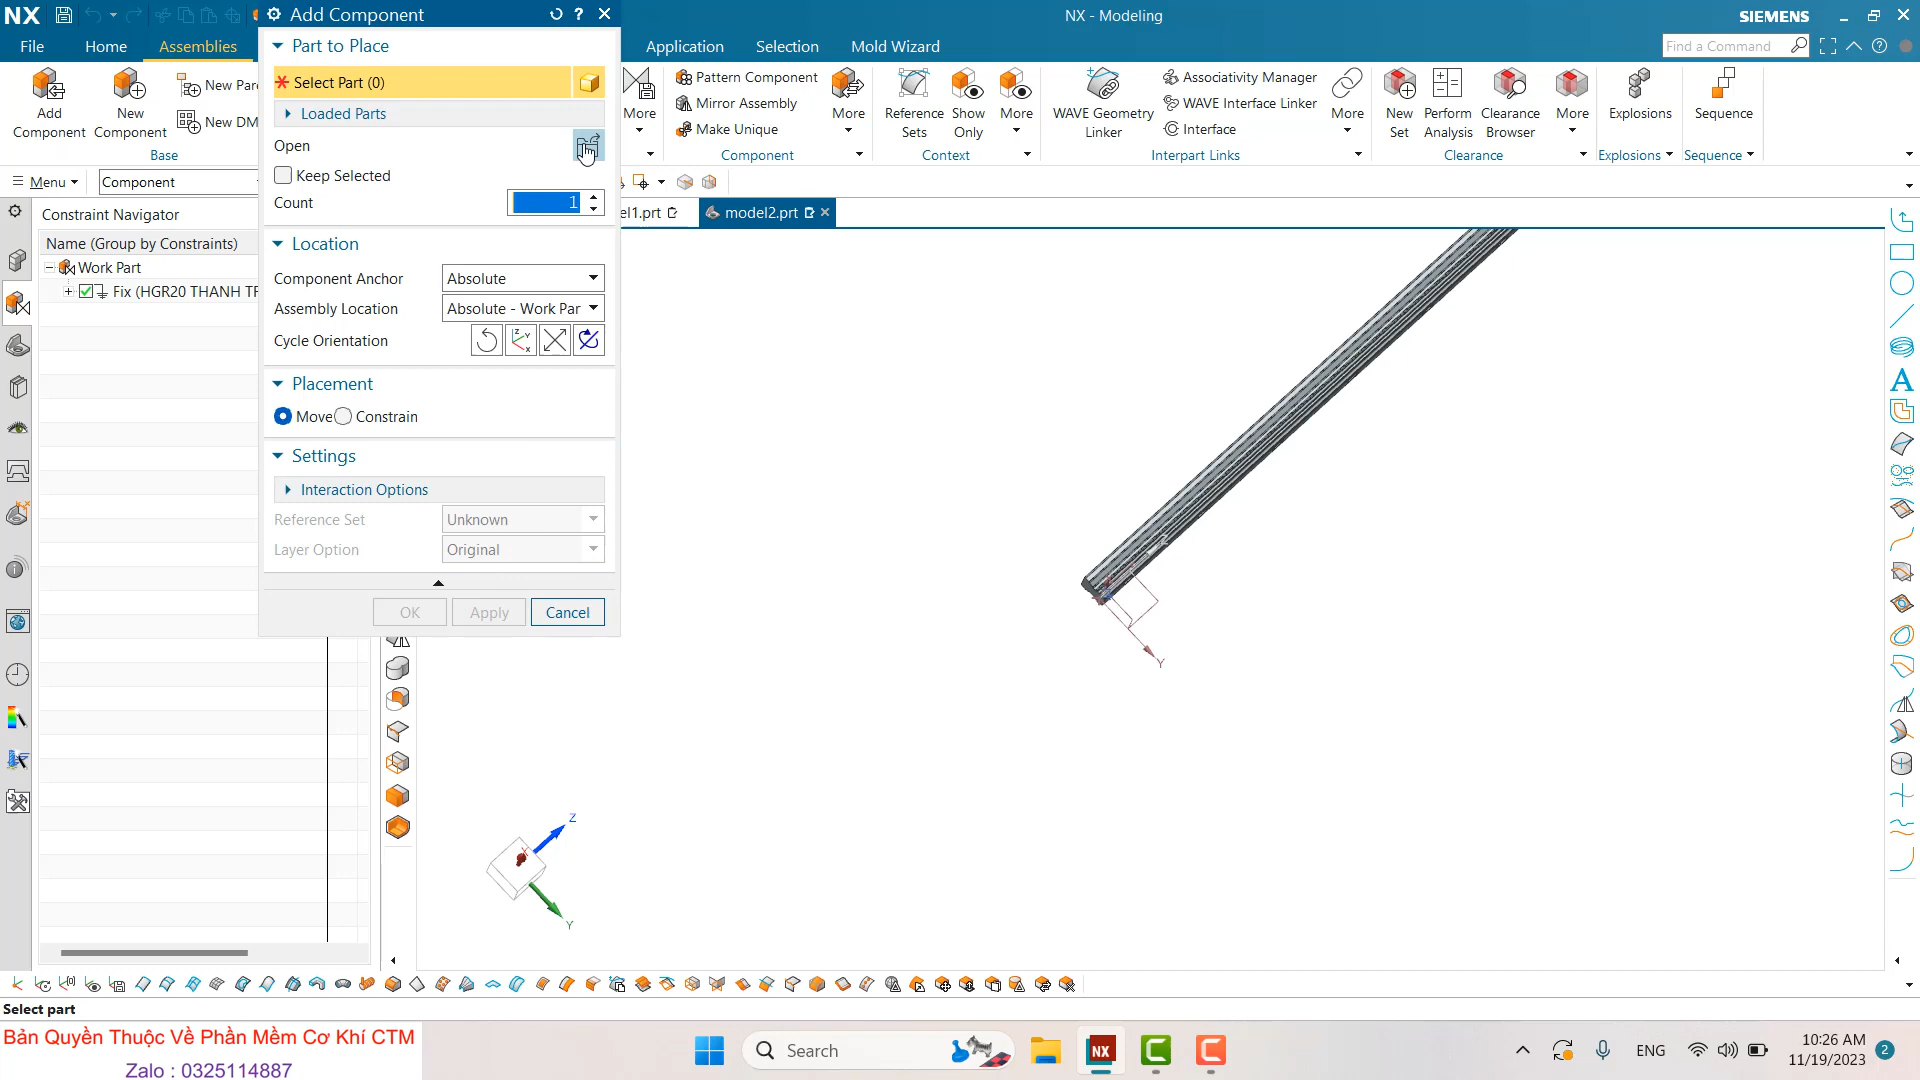 NX
Add Component
NX - Modeling
SIEMENS
File
Home
Assemblies
Application
Selection
Mold Wizard
Find a Command
Add Component
New Component
New Par
New DM
Base
Part to Place
* Select Part (0)
Loaded Parts
Open
Keep Selected
Count
1
Location
Component Anchor
Absolute
Assembly Location
Absolute - Work Par
Cycle Orientation
Placement
Move
Constrain
Settings
Interaction Options
Reference Set
Unknown
Layer Option
Original
OK
Apply
Cancel
More
Pattern Component
Mirror Assembly
Make Unique
More
Component
Reference Sets
Show Only
More
Context
WAVE Geometry Linker
Associativity Manager
WAVE Interface Linker
Interface
More
Interpart Links
New Set
Perform Analysis
Clearance Browser
More
Clearance
Explosions
Explosions
Sequence
Sequence
Menu
Component
el1.prt
model2.prt
Constraint Navigator
Name (Group by Constraints)
Work Part
Fix (HGR20 THANH TF
Z
Y
Z
X
Y
Select part
Bản Quyền Thuộc Về Phần Mềm Cơ Khí CTM
Zalo : 0325114887
Search
ENG
10:26 AM
11/19/2023
2